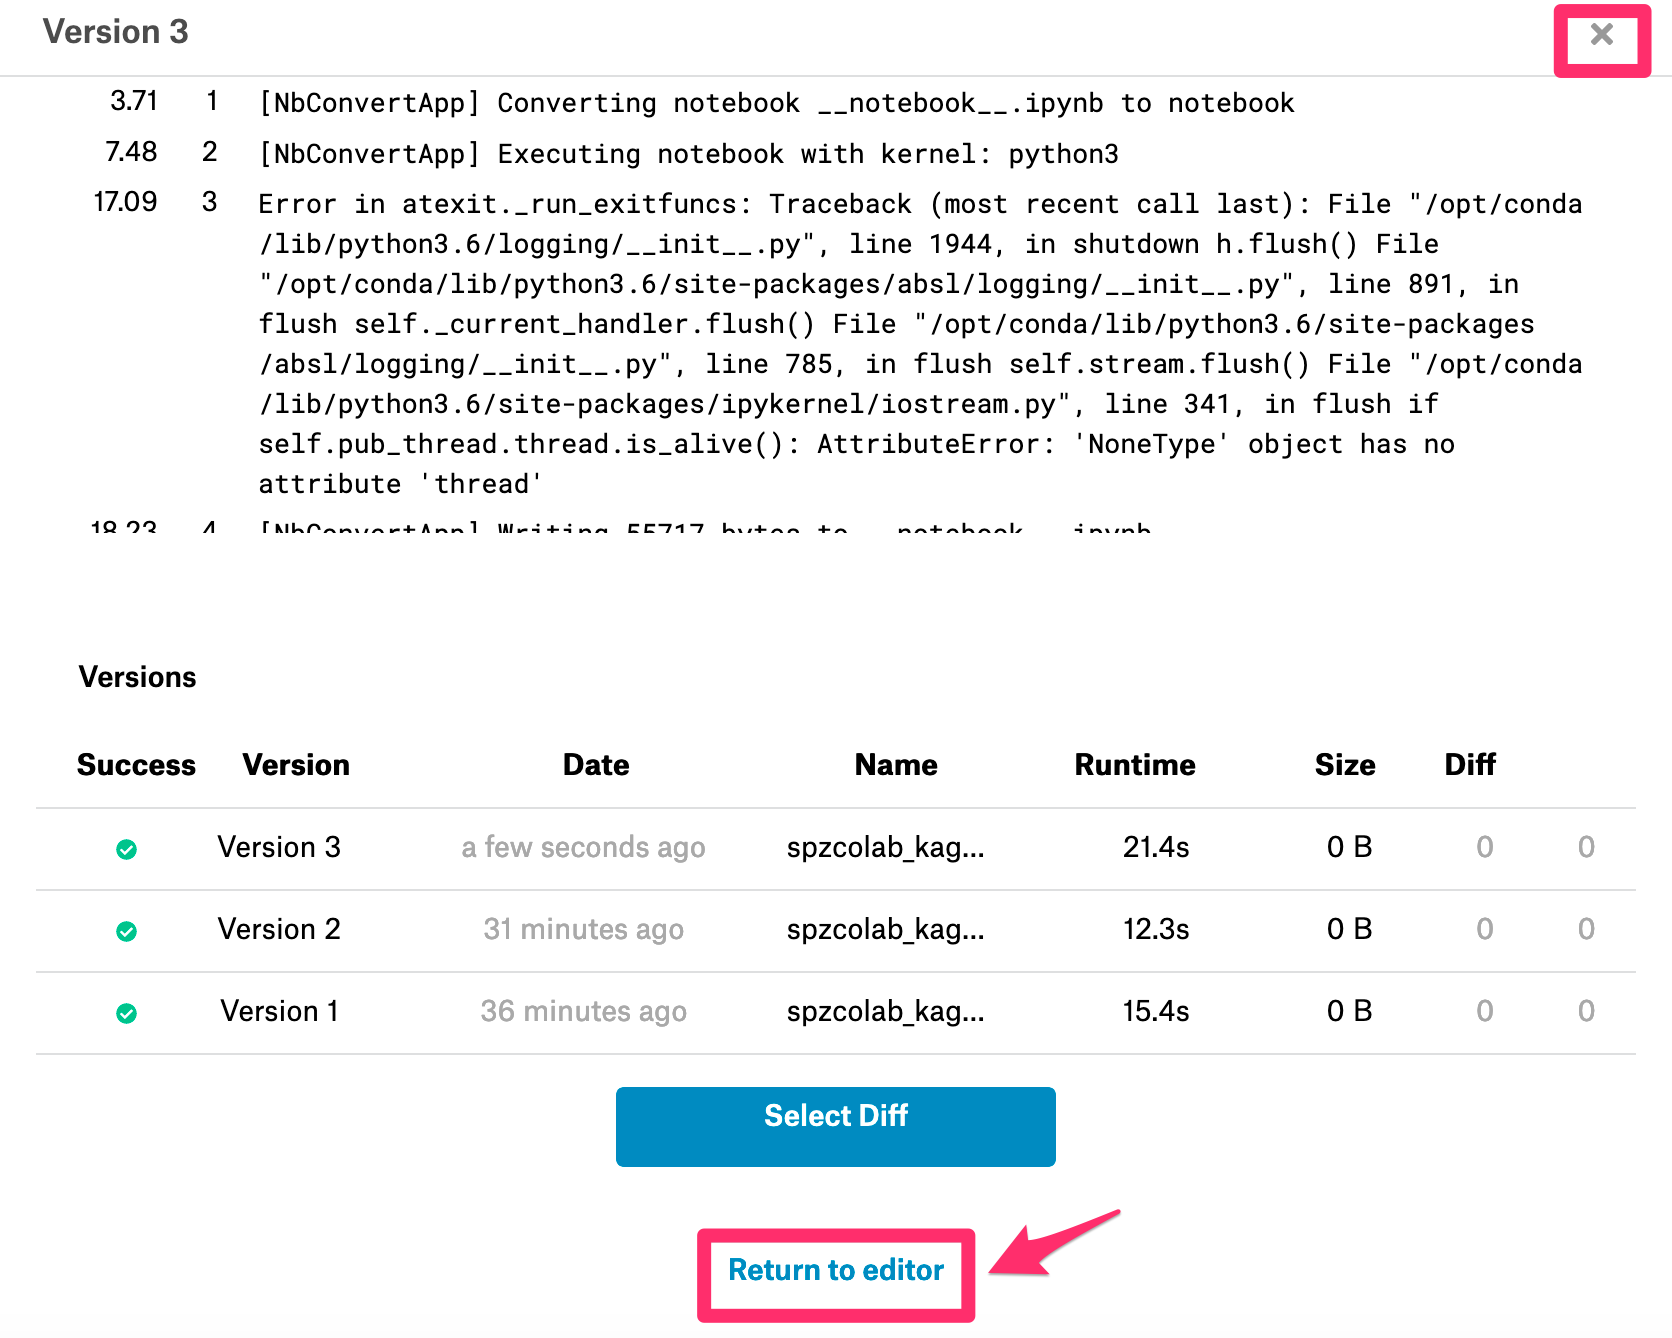 Version 3
3.71 1 [NbConvertApp] Converting notebook __notebook__.ipynb to notebook
7.48 2 [NbConvertApp] Executing notebook with kernel: python3
17.09 3 Error in atexit._run_exitfuncs: Traceback (most recent call last): File "/opt/conda
/lib/python3.6/logging/__init__.py", line 1944, in shutdown h.flush() File
"/opt/conda/lib/python3.6/site-packages/absl/logging/__init__.py", line 891, in
flush self._current_handler.flush() File "/opt/conda/lib/python3.6/site-packages
/absl/logging/__init__.py", line 785, in flush self.stream.flush() File "/opt/conda
/lib/python3.6/site-packages/ipykernel/iostream.py", line 341, in flush if
self.pub_thread.thread.is_alive(): AttributeError: 'NoneType' object has no
attribute 'thread'
18.23 4 [NbConvertApp] Writing 55717 bytes to __notebook__.ipynb
Versions
Success Version Date Name Runtime Size Diff
Version 3 a few seconds ago spzcolab_kag... 21.4s 0 B 0 0
Version 2 31 minutes ago spzcolab_kag... 12.3s 0 B 0 0
Version 1 36 minutes ago spzcolab_kag... 15.4s 0 B 0 0
Select Diff
Return to editor